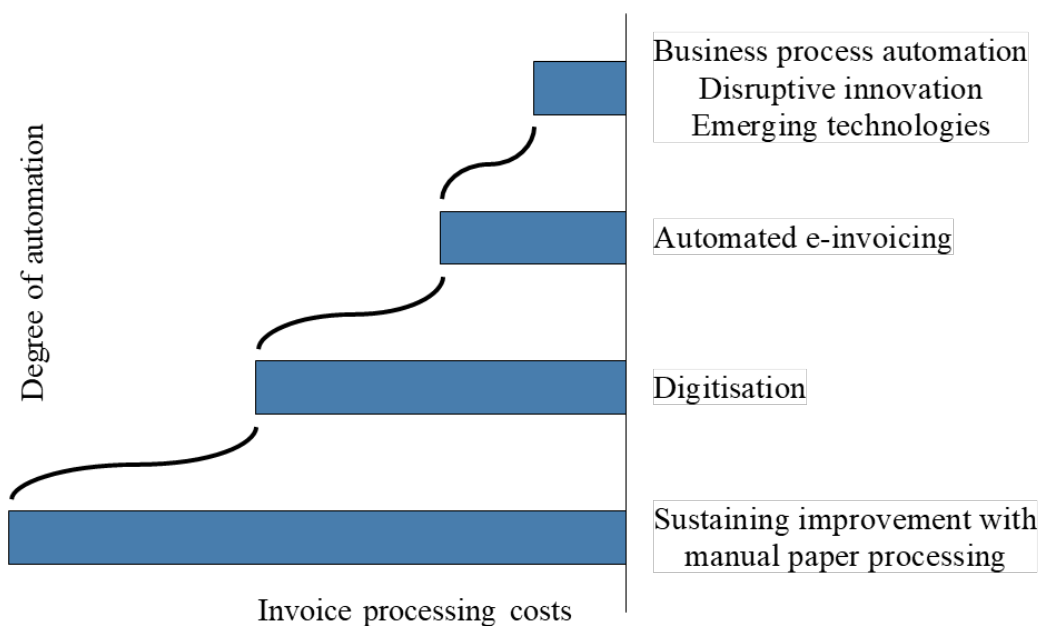 Business process automation
Disruptive innovation
Emerging technologies
Degree of automation
Automated e-invoicing
Digitisation
Sustaining improvement with
manual paper processing
Invoice processing costs